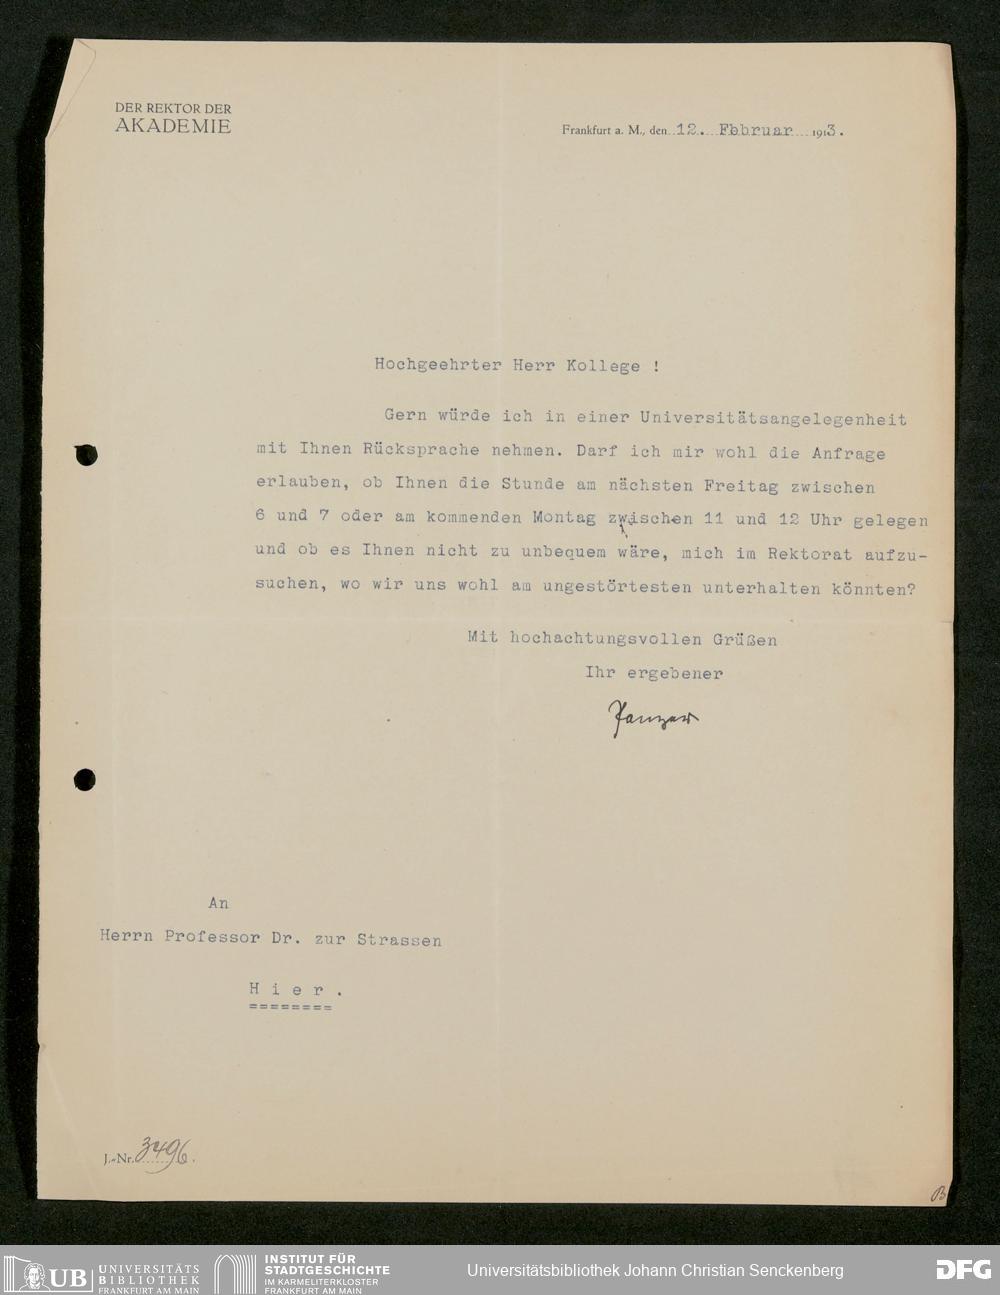 DER REKTOR DER
AKADEMIE
Frankfurt a. M., den 12. Februar 1913.
Hochgeehrter Herr Kollege !
Gern würde ich in einer Universitätsangelegenheit
mit Ihnen Rücksprache nehmen. Darf ich mir wohl die Anfrage
erlauben, ob Ihnen die Stunde am nächsten Freitag zwischen
6 und 7 oder am kommenden Montag zwischen 11 und 12 Uhr gelegen
und ob es Ihnen nicht zu unbequem wäre, mich im Rektorat aufzu-
suchen, wo wir uns wohl am ungestörtesten unterhalten könnten?
Mit hochachtungsvollen Grüßen
Ihr ergebener
Panzer
An
Herrn Professor Dr. zur Strassen
H i e r .
========
J.-Nr. 3496.
B
UB UNIVERSITÄTS
BIBLIOTHEK
FRANKFURT AM MAIN
INSTITUT FÜR
STADTGESCHICHTE
IM KARMELITERKLOSTER
FRANKFURT AM MAIN
Universitätsbibliothek Johann Christian Senckenberg
DFG